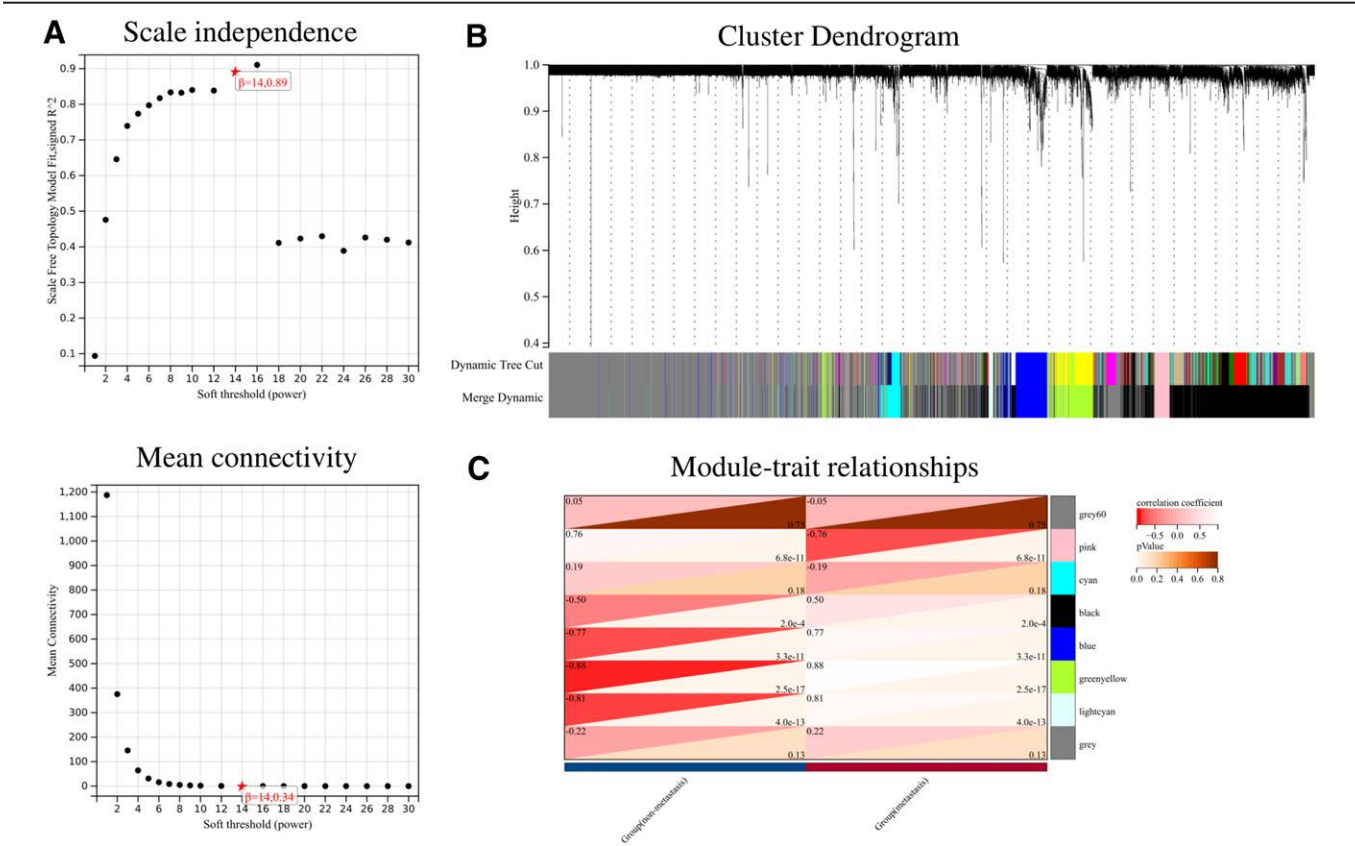 A
Scale independence
Scale Free Topology Model Fit,signed R^2
0.9
0.8
0.7
0.6
0.5
0.4
0.3
0.2
0.1
β=14,0.89
2 4 6 8 10 12 14 16 18 20 22 24 26 28 30
Soft threshold (power)
Mean connectivity
Mean Connectivity
1,200
1,100
1,000
900
800
700
600
500
400
300
200
100
0
β=14,0.34
2 4 6 8 10 12 14 16 18 20 22 24 26 28 30
Soft threshold (power)
B
Cluster Dendrogram
Height
1.0
0.9
0.8
0.7
0.6
0.5
0.4
Dynamic Tree Cut
Merge Dynamic
C
Module-trait relationships
0.05 0.75 -0.05 0.75 grey60
0.76 6.8e-11 -0.76 6.8e-11 pink
0.19 0.18 -0.19 0.18 cyan
-0.50 2.0e-4 0.50 2.0e-4 black
-0.77 3.3e-11 0.77 3.3e-11 blue
-0.88 2.5e-17 0.88 2.5e-17 greenyellow
-0.81 4.0e-13 0.81 4.0e-13 lightcyan
-0.22 0.13 0.22 0.13 grey
Group(non-metastasis)
Group(metastasis)
correlation coefficient
−0.5 0.0 0.5
pValue
0.0 0.2 0.4 0.6 0.8